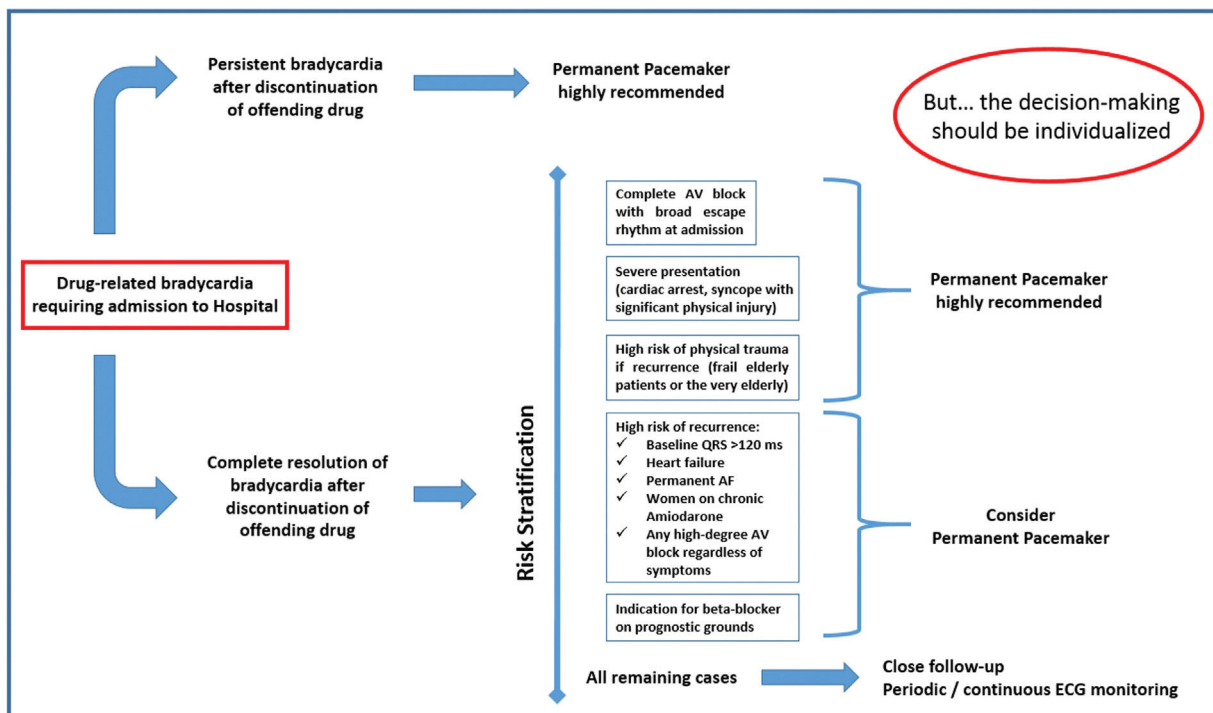 Persistent bradycardia
after discontinuation
of offending drug
Permanent Pacemaker
highly recommended
But... the decision-making
should be individualized
Drug-related bradycardia
requiring admission to Hospital
Complete resolution of
bradycardia after
discontinuation of
offending drug
Risk Stratification
Complete AV block
with broad escape
rhythm at admission
Severe presentation
(cardiac arrest, syncope with
significant physical injury)
High risk of physical trauma
if recurrence (frail elderly
patients or the very elderly)
Permanent Pacemaker
highly recommended
High risk of recurrence:
✓ Baseline QRS >120 ms
✓ Heart failure
✓ Permanent AF
✓ Women on chronic
Amiodarone
✓ Any high-degree AV
block regardless of
symptoms
Indication for beta-blocker
on prognostic grounds
Consider
Permanent Pacemaker
All remaining cases
Close follow-up
Periodic / continuous ECG monitoring